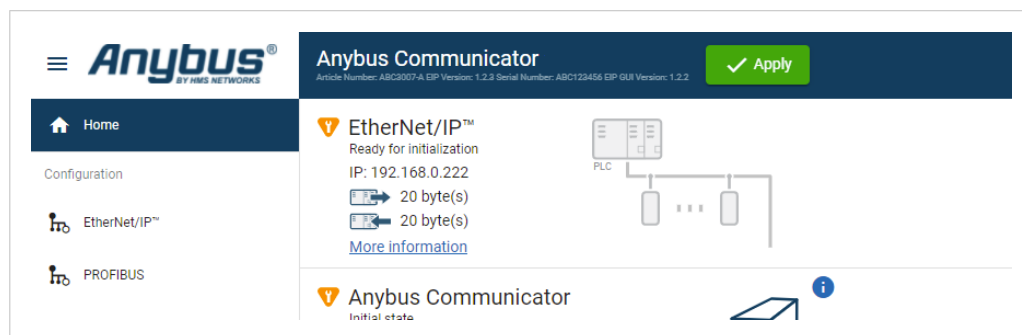 Anybus®
BY HMS NETWORKS
Anybus Communicator
Article Number: ABC3007-A EIP Version: 1.2.3 Serial Number: ABC123456 EIP GUI Version: 1.2.2
Apply
Home
Configuration
EtherNet/IP™
PROFIBUS
EtherNet/IP™
Ready for initialization
IP: 192.168.0.222
20 byte(s)
20 byte(s)
More information
PLC
Anybus Communicator
Initial state